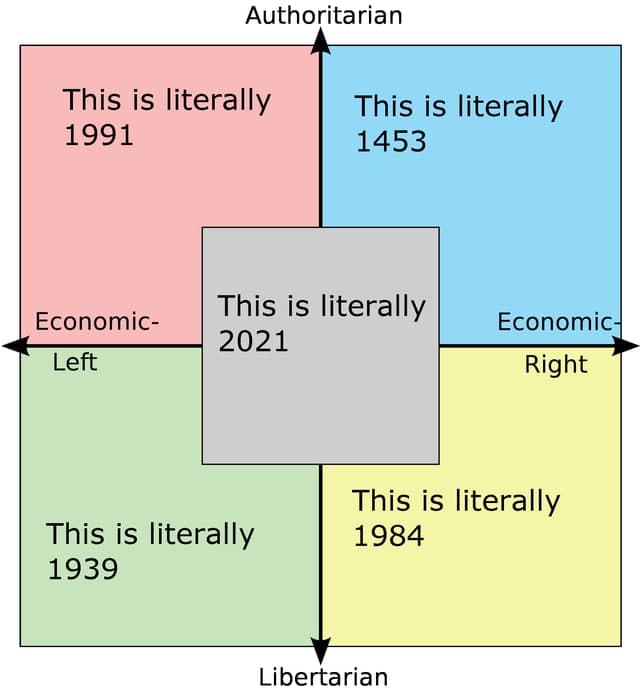 Authoritarian
This is literally
1991
This is literally
1453
This is literally
2021
Economic-
Left
Economic-
Right
This is literally
1939
This is literally
1984
Libertarian